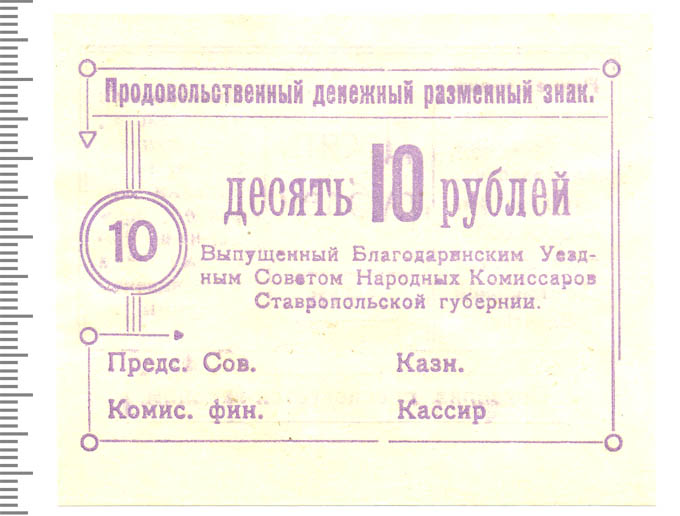 Продовольственный денежный разменный знак.
десять 10 рублей
10
Выпущенный Благодаринским Уезд-
ным Советом Народных Комиссаров
Ставропольской губернии.
Предс. Сов. Казн.
Комис. фин. Кассир